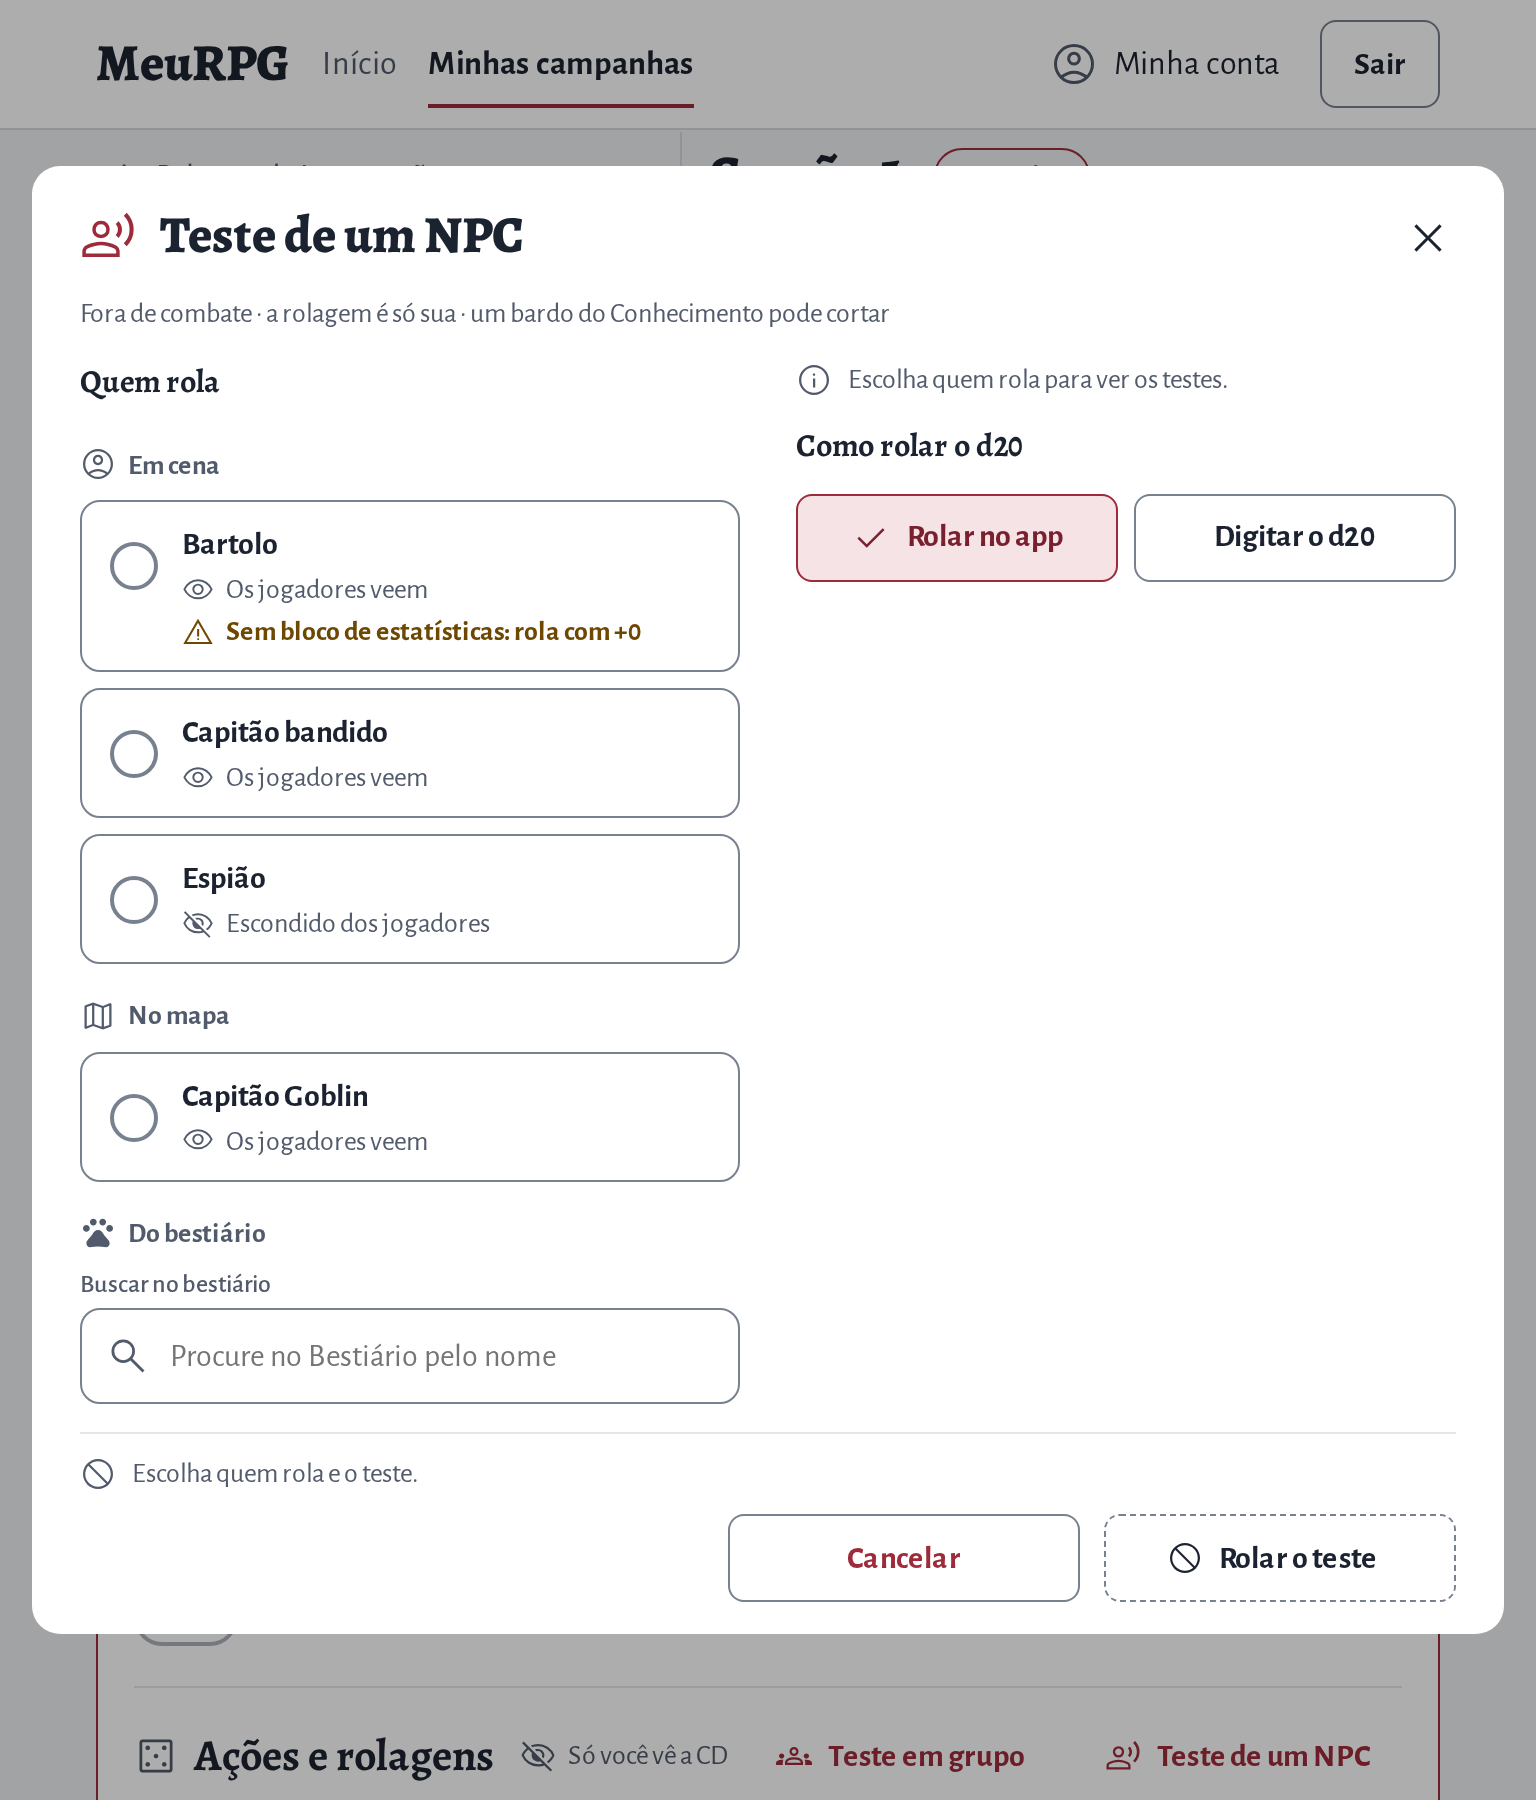 MeuRPG
Início
Minhas campanhas
Minha conta
Sair
Teste de um NPC
Fora de combate · a rolagem é só sua · um bardo do Conhecimento pode cortar
Quem rola
Em cena
Bartolo
Os jogadores veem
Sem bloco de estatísticas: rola com +0
Capitão bandido
Os jogadores veem
Espião
Escondido dos jogadores
No mapa
Capitão Goblin
Os jogadores veem
Do bestiário
Buscar no bestiário
Procure no Bestiário pelo nome
Escolha quem rola para ver os testes.
Como rolar o d20
Rolar no app
Digitar o d20
Escolha quem rola e o teste.
Cancelar
Rolar o teste
Ações e rolagens
Só você vê a CD
Teste em grupo
Teste de um NPC